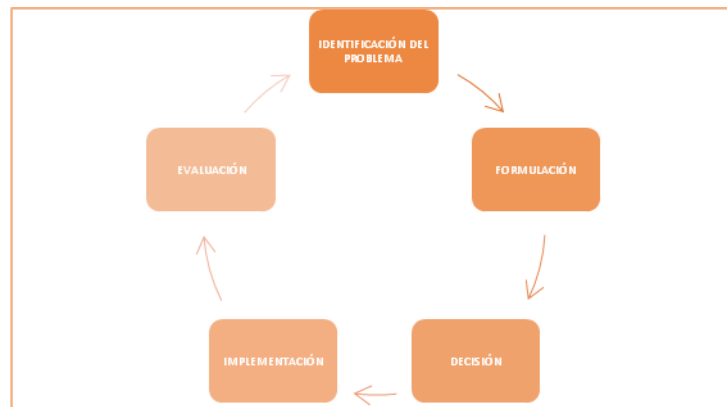 IDENTIFICACIÓN DEL
PROBLEMA
FORMULACIÓN
DECISIÓN
IMPLEMENTACIÓN
EVALUACIÓN